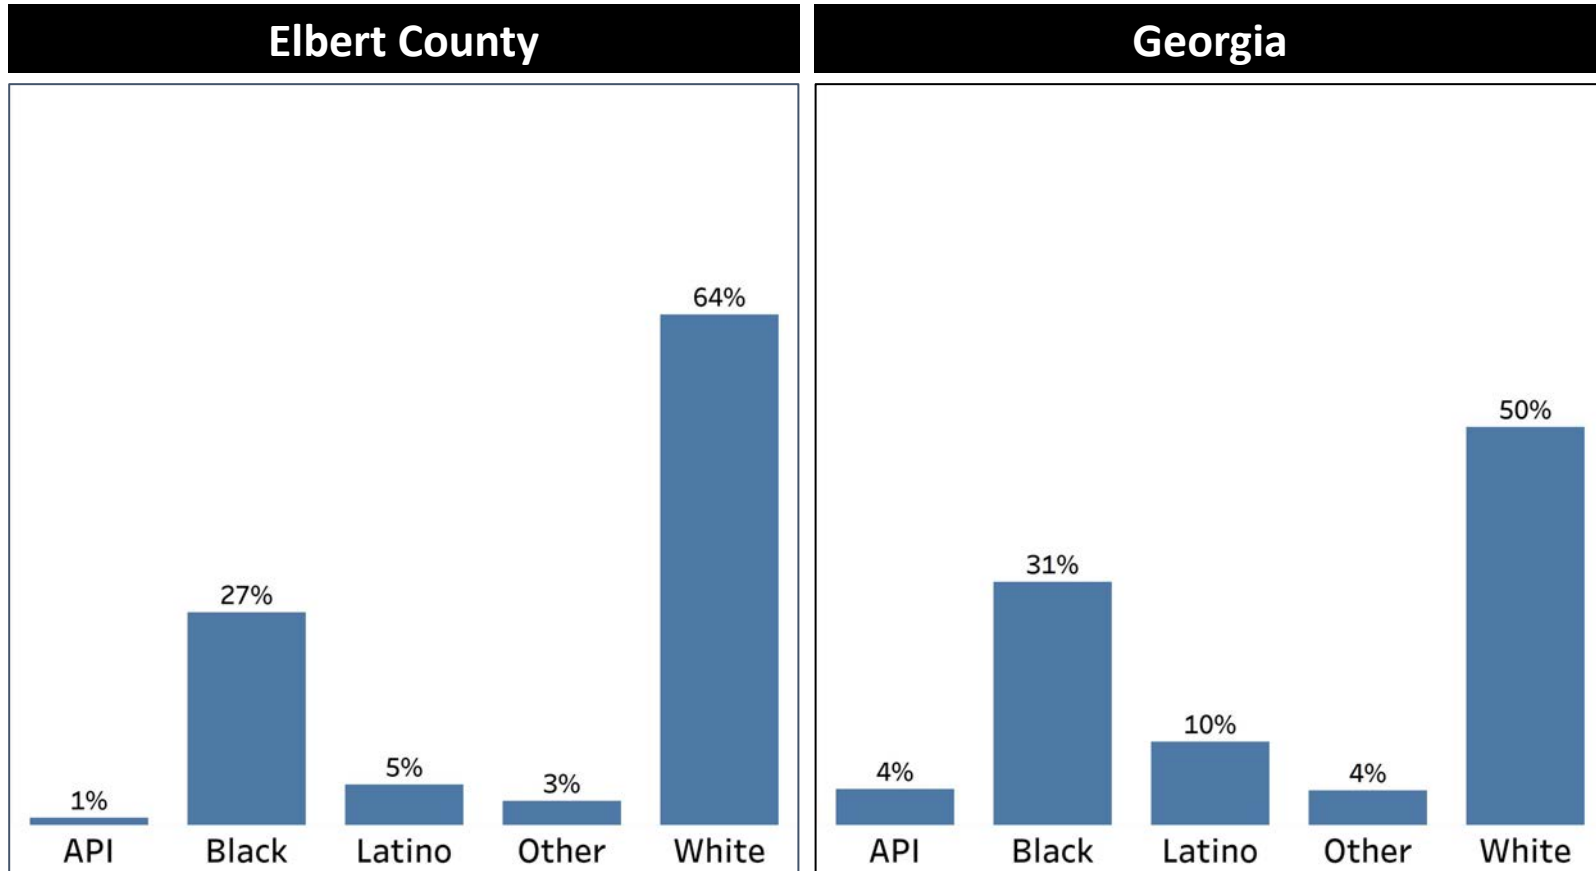 Elbert County
64%
27%
5%
3%
1%
API Black Latino Other White
Georgia
50%
31%
10%
4%
4%
API Black Latino Other White